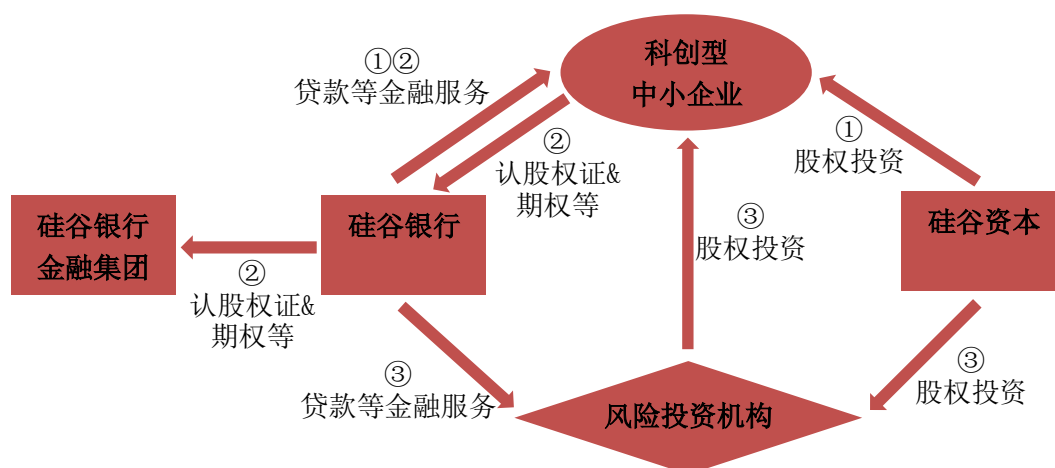 科创型
中小企业
①②
贷款等金融服务
②
认股权证&
期权等
①
股权投资
硅谷银行
金融集团
硅谷银行
③
股权投资
硅谷资本
②
认股权证&
期权等
③
贷款等金融服务
③
股权投资
风险投资机构